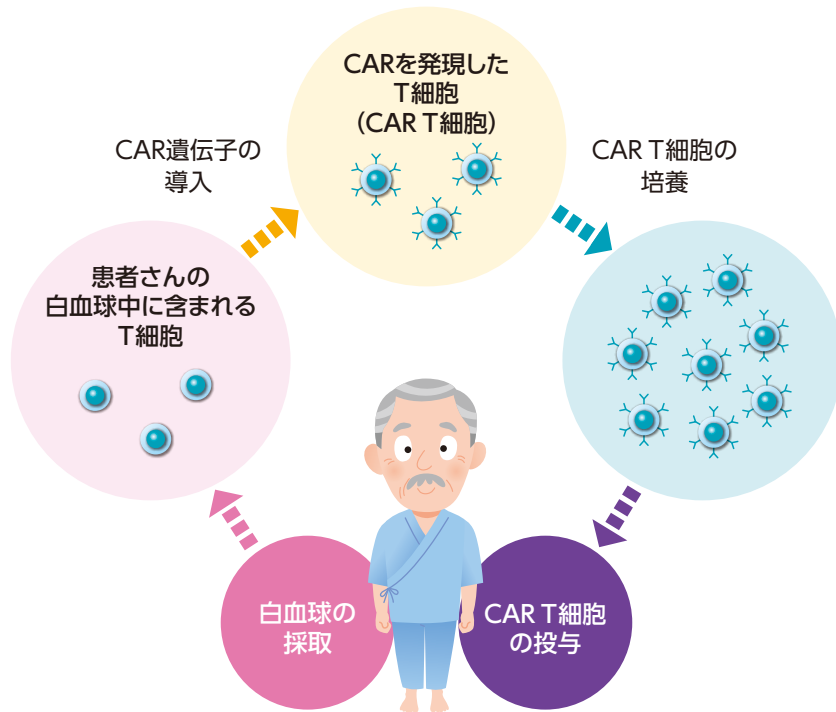 CARを発現した
T細胞
（CAR T細胞）
CAR遺伝子の
導入
CAR T細胞の
培養
患者さんの
白血球中に含まれる
T細胞
白血球の
採取
CAR T細胞
の投与